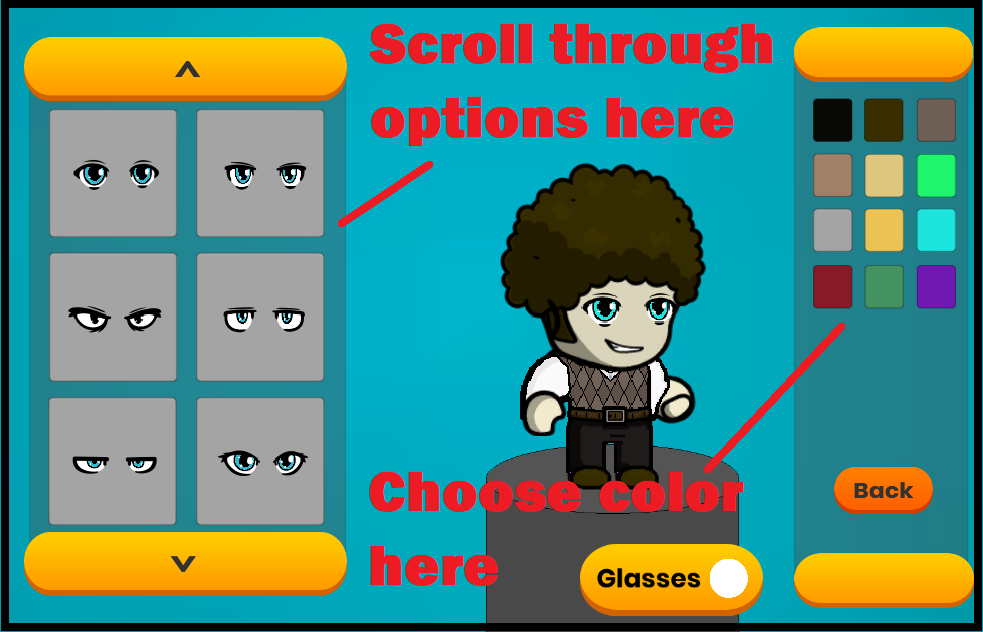 Scroll through
options here
Choose color
here
Back
Glasses